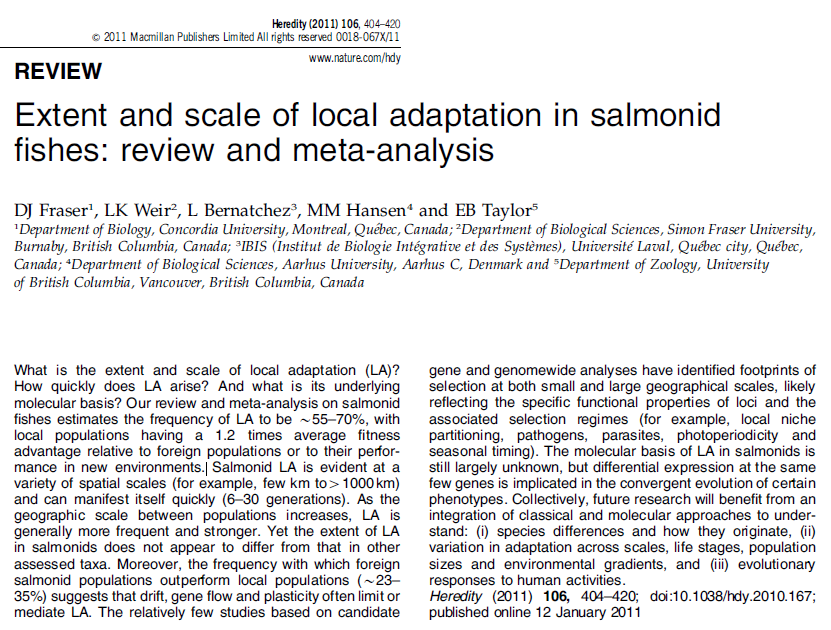 Heredity (2011) 106, 404–420
© 2011 Macmillan Publishers Limited All rights reserved 0018-067X/11
www.nature.com/hdy
REVIEW
Extent and scale of local adaptation in salmonid
fishes: review and meta-analysis
DJ Fraser¹, LK Weir², L Bernatchez³, MM Hansen⁴ and EB Taylor⁵
¹Department of Biology, Concordia University, Montreal, Québec, Canada; ²Department of Biological Sciences, Simon Fraser University,
Burnaby, British Columbia, Canada; ³IBIS (Institut de Biologie Intégrative et des Systèmes), Université Laval, Québec city, Québec,
Canada; ⁴Department of Biological Sciences, Aarhus University, Aarhus C, Denmark and ⁵Department of Zoology, University
of British Columbia, Vancouver, British Columbia, Canada
What is the extent and scale of local adaptation (LA)?
How quickly does LA arise? And what is its underlying
molecular basis? Our review and meta-analysis on salmonid
fishes estimates the frequency of LA to be ~55–70%, with
local populations having a 1.2 times average fitness
advantage relative to foreign populations or to their perfor-
mance in new environments. Salmonid LA is evident at a
variety of spatial scales (for example, few km to>1000 km)
and can manifest itself quickly (6–30 generations). As the
geographic scale between populations increases, LA is
generally more frequent and stronger. Yet the extent of LA
in salmonids does not appear to differ from that in other
assessed taxa. Moreover, the frequency with which foreign
salmonid populations outperform local populations (~23–
35%) suggests that drift, gene flow and plasticity often limit or
mediate LA. The relatively few studies based on candidate
gene and genomewide analyses have identified footprints of
selection at both small and large geographical scales, likely
reflecting the specific functional properties of loci and the
associated selection regimes (for example, local niche
partitioning, pathogens, parasites, photoperiodicity and
seasonal timing). The molecular basis of LA in salmonids is
still largely unknown, but differential expression at the same
few genes is implicated in the convergent evolution of certain
phenotypes. Collectively, future research will benefit from an
integration of classical and molecular approaches to under-
stand: (i) species differences and how they originate, (ii)
variation in adaptation across scales, life stages, population
sizes and environmental gradients, and (iii) evolutionary
responses to human activities.
Heredity (2011) 106, 404–420; doi:10.1038/hdy.2010.167;
published online 12 January 2011